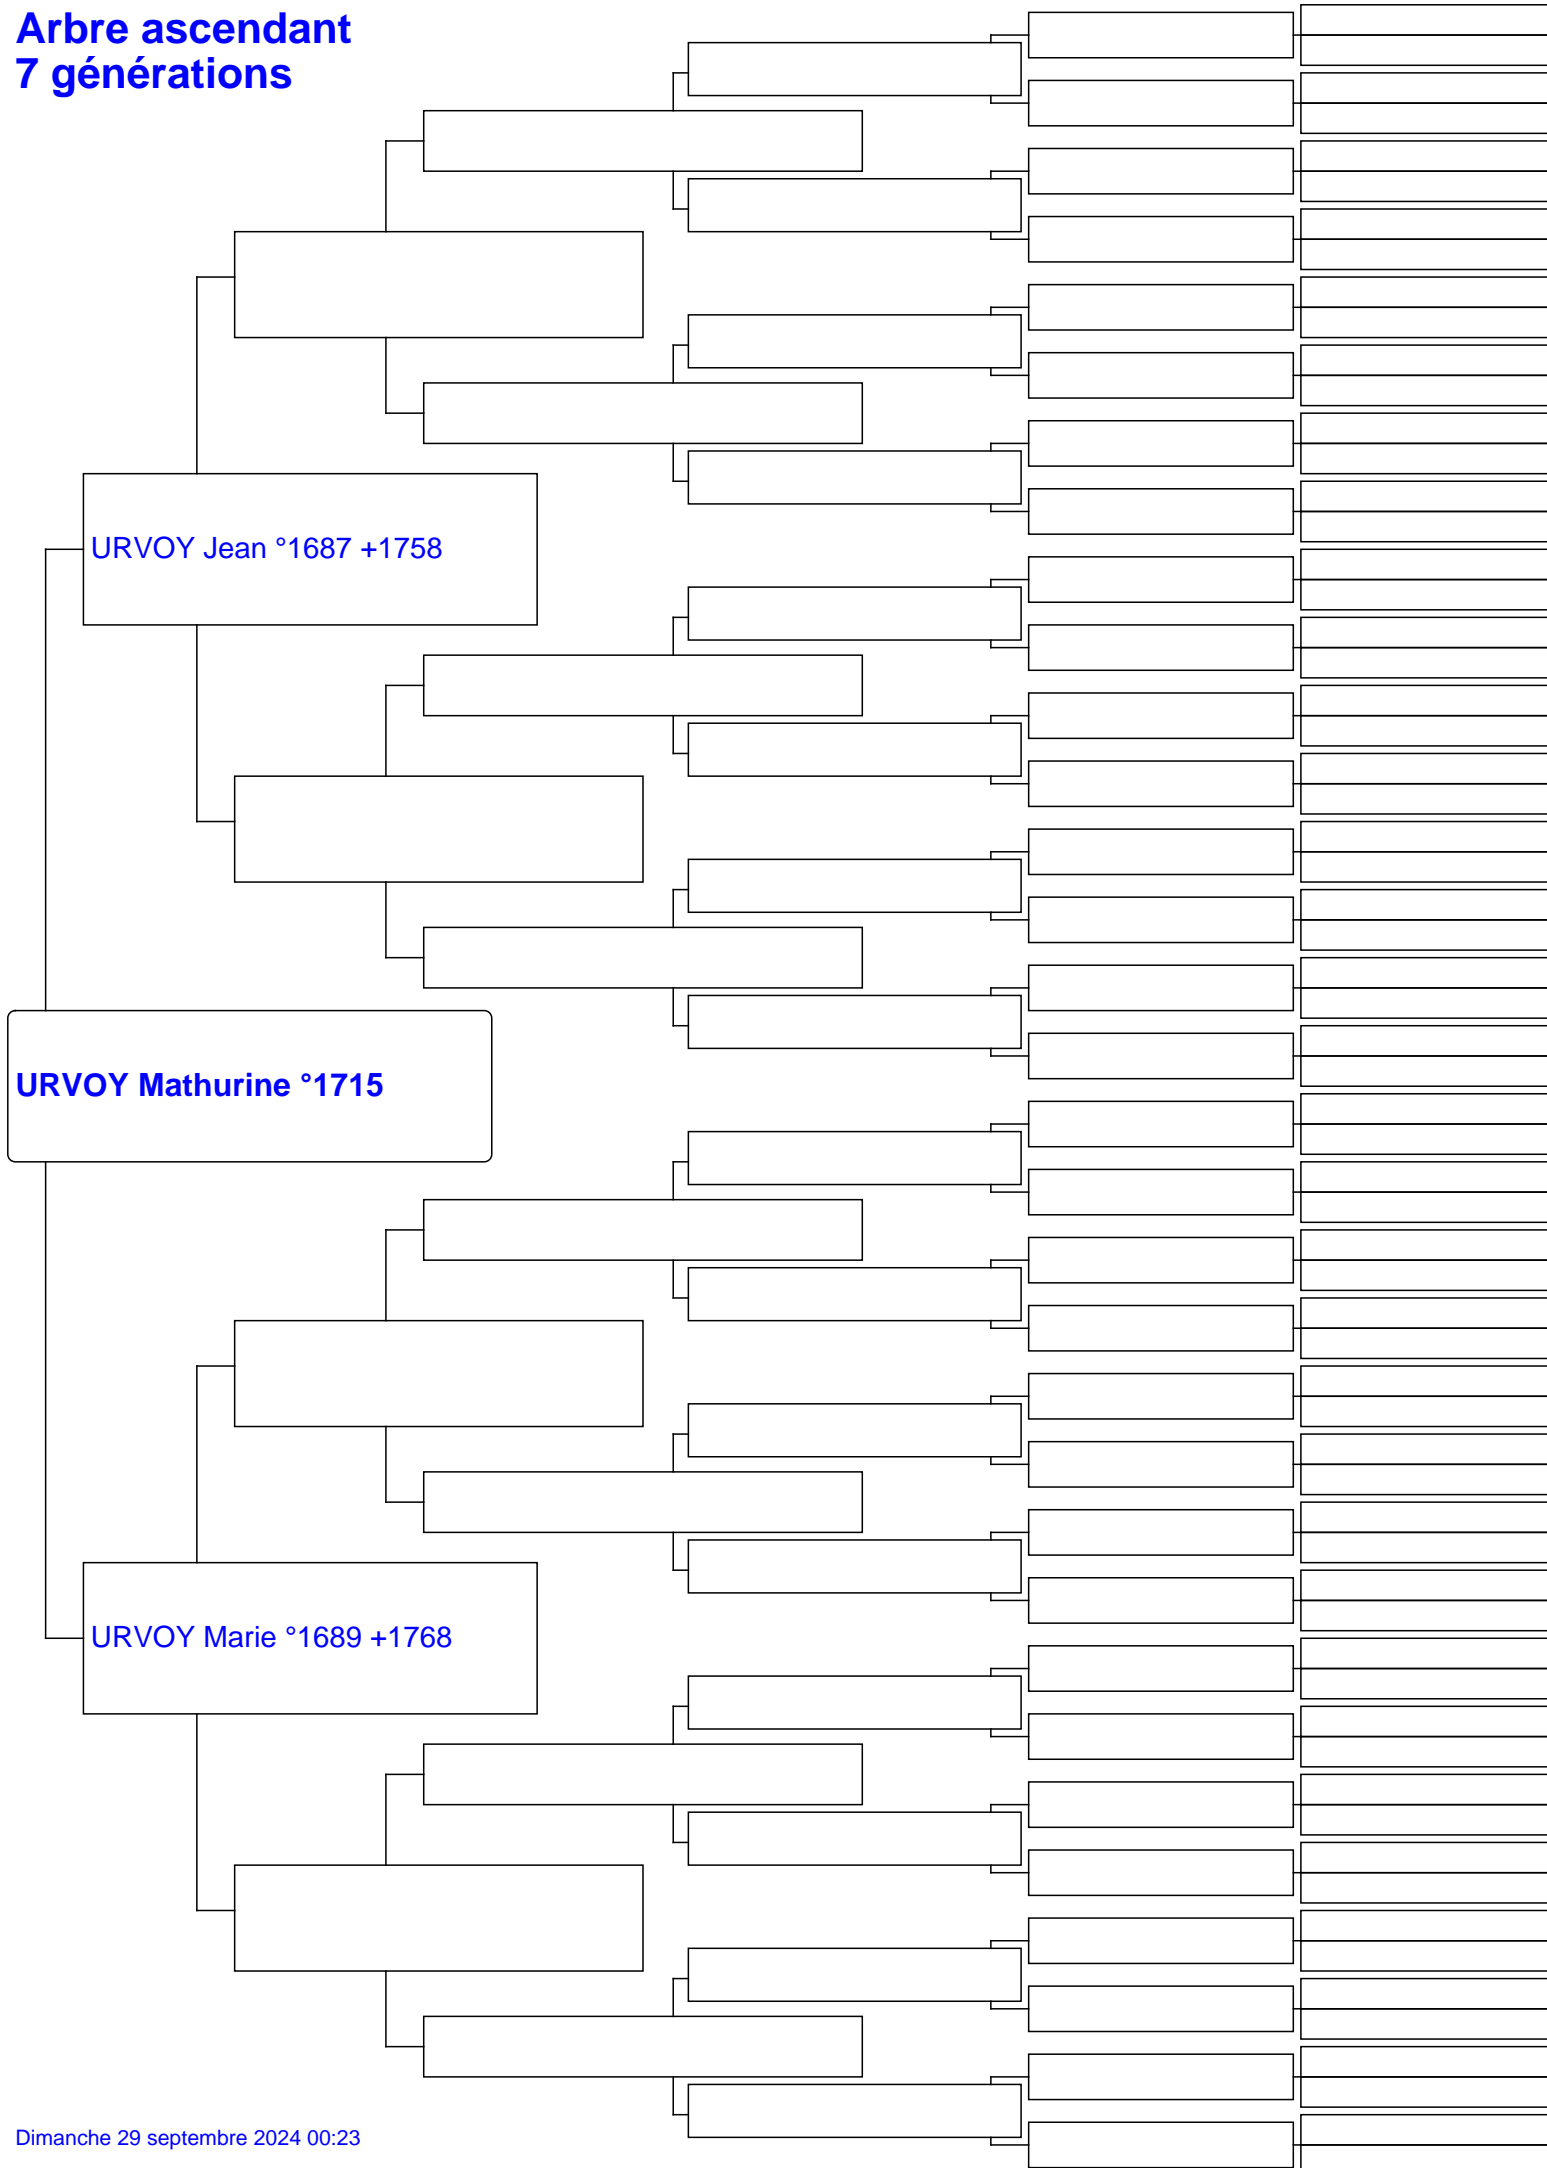 Arbre ascendant
7 générations
URVOY Jean °1687 +1758
URVOY Mathurine °1715
URVOY Marie °1689 +1768
Dimanche 29 septembre 2024 00:23